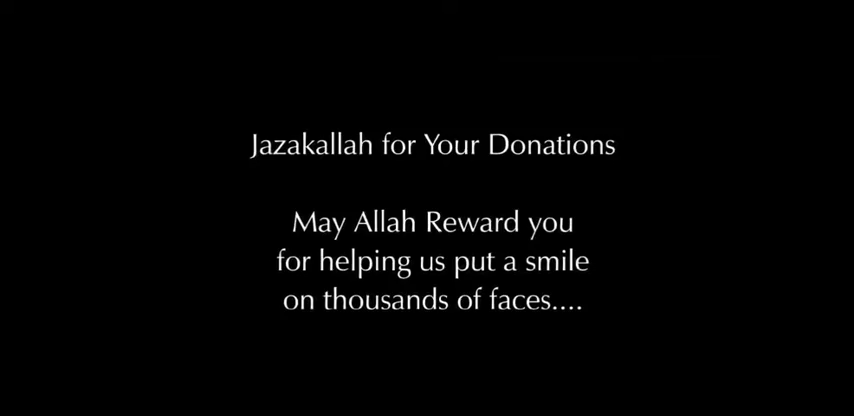 Jazakallah for Your Donations
May Allah Reward you
for helping us put a smile
on thousands of faces....